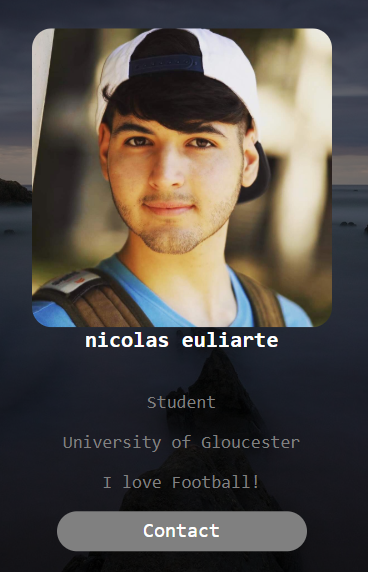 nicolas euliarte
Student
University of Gloucester
I love Football!
Contact